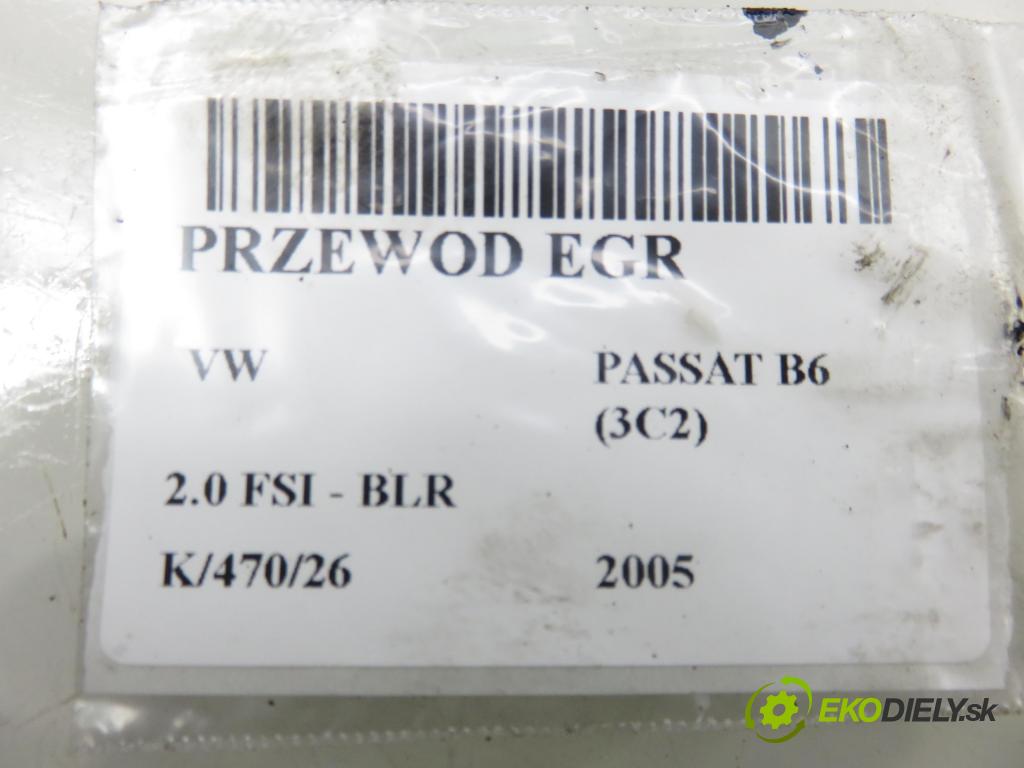 PRZEWOD EGR
VW PASSAT B6
(3C2)
2.0 FSI - BLR
K/470/26 2005
EKODIELY.sk